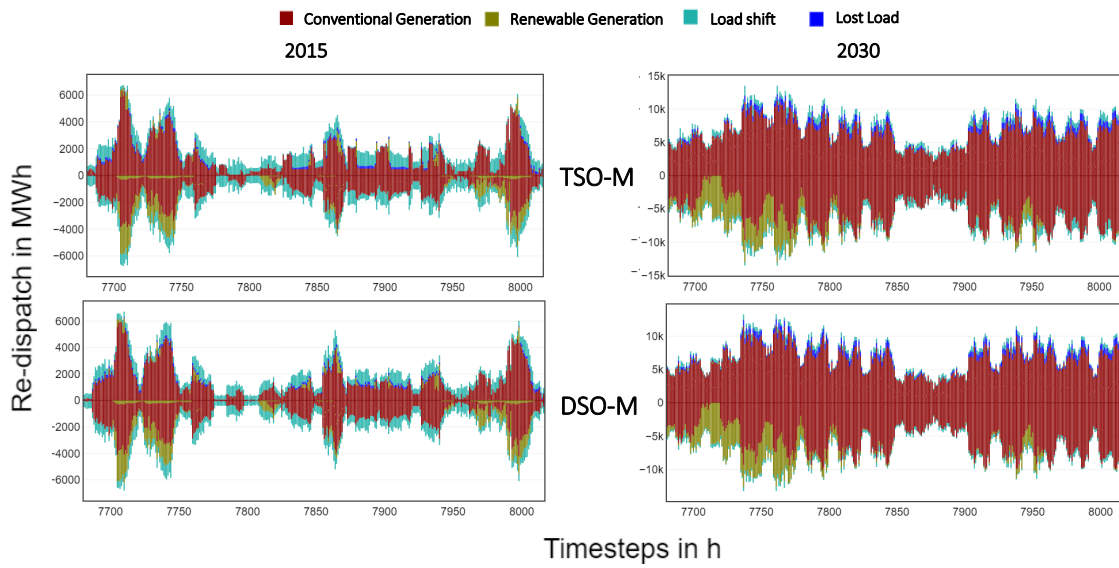 Conventional Generation Renewable Generation Load shift Lost Load
2015 2030
Re-dispatch in MWh
6000
4000
2000
0
−2000
−4000
−6000
7700 7750 7800 7850 7900 7950 8000
TSO-M
15k
10k
5k
0
−5k
−10k
−15k
7700 7750 7800 7850 7900 7950 8000
6000
4000
2000
0
−2000
−4000
−6000
7700 7750 7800 7850 7900 7950 8000
DSO-M
10k
5k
0
−5k
−10k
7700 7750 7800 7850 7900 7950 8000
Timesteps in h